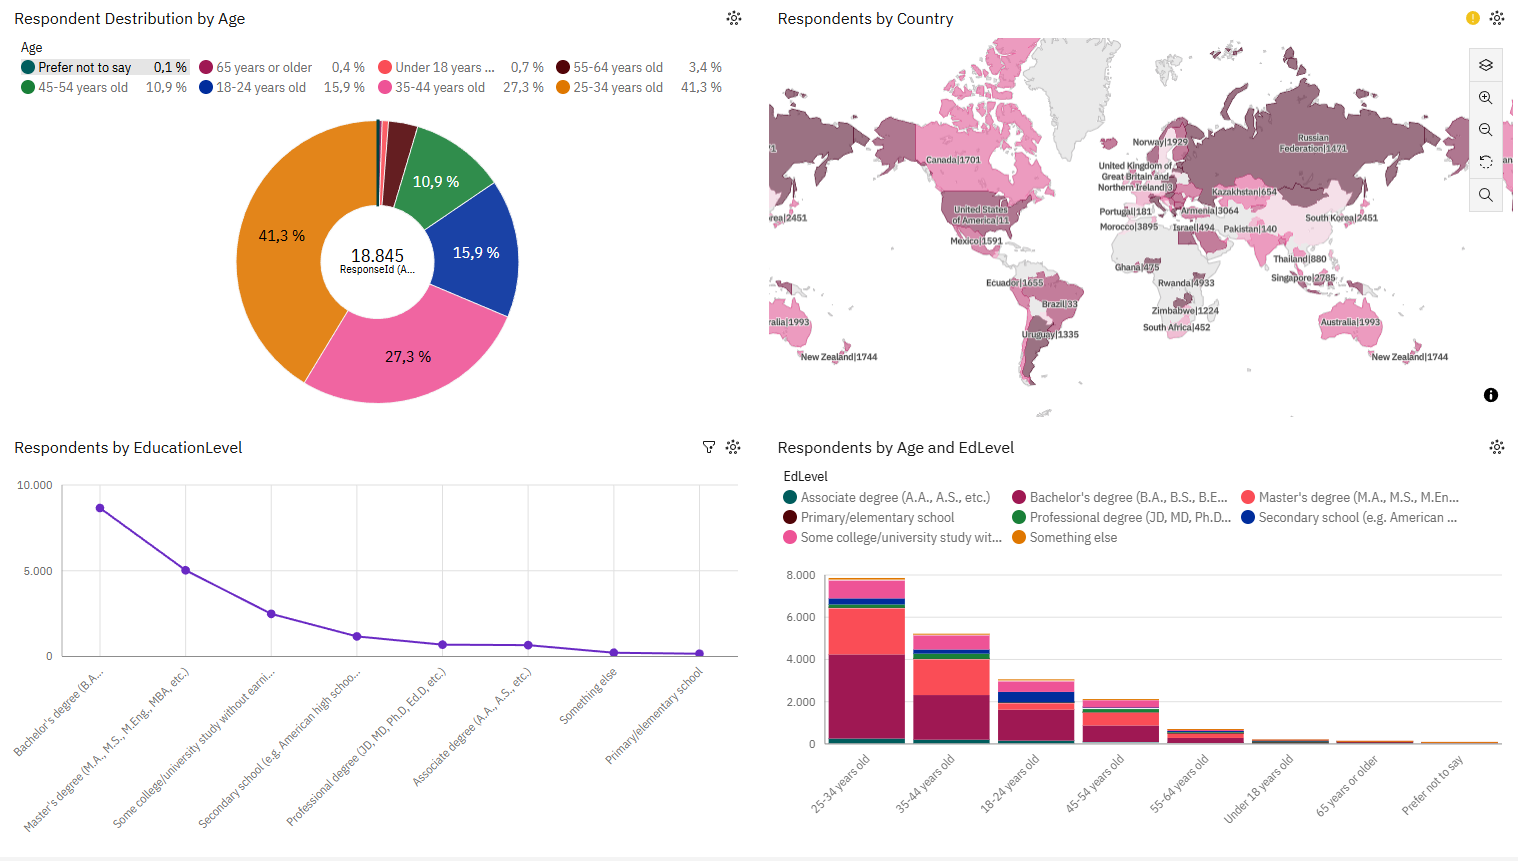 Respondent Destribution by Age
Age
Prefer not to say 0,1 %
65 years or older 0,4 %
Under 18 years ... 0,7 %
55-64 years old 3,4 %
45-54 years old 10,9 %
18-24 years old 15,9 %
35-44 years old 27,3 %
25-34 years old 41,3 %
10,9 %
41,3 %
15,9 %
18.845
ResponseId (A...
27,3 %
Respondents by Country
Russian
Federation|1471
Norway|1929
Canada|1701
United Kingdom of
Great Britain and
Northern Ireland|3
Kazakhstan|654
United States
of America|11
Portugal|181
Armenia|3064
South Korea|2451
rea|2451
Morocco|3895
Israel|494
Pakistan|140
Mexico|1591
Thailand|880
Ghana|475
Singapore|2785
Ecuador|1655
Rwanda|4933
Brazil|33
Zimbabwe|1224
ralia|1993
Australia|1993
South Africa|452
Uruguay|1335
New Zealand|1744
New Zealand|1744
Respondents by EducationLevel
10.000
5.000
0
Bachelor's degree (B.A...
Master's degree (M.A., M.S., M.Eng., MBA, etc.)
Some college/university study without earni...
Secondary school (e.g. American high schoo...
Professional degree (JD, MD, Ph.D, Ed.D, etc.)
Associate degree (A.A., A.S., etc.)
Something else
Primary/elementary school
Respondents by Age and EdLevel
EdLevel
Associate degree (A.A., A.S., etc.)
Bachelor's degree (B.A., B.S., B.E...
Master's degree (M.A., M.S., M.En...
Primary/elementary school
Professional degree (JD, MD, Ph.D...
Secondary school (e.g. American ...
Some college/university study wit...
Something else
8.000
6.000
4.000
2.000
0
25-34 years old
35-44 years old
18-24 years old
45-54 years old
55-64 years old
Under 18 years old
65 years or older
Prefer not to say